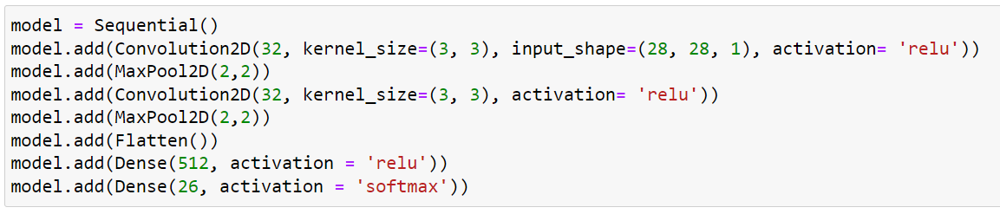 model = Sequential()
model.add(Convolution2D(32, kernel_size=(3, 3), input_shape=(28, 28, 1), activation= 'relu'))
model.add(MaxPool2D(2,2))
model.add(Convolution2D(32, kernel_size=(3, 3), activation= 'relu'))
model.add(MaxPool2D(2,2))
model.add(Flatten())
model.add(Dense(512, activation = 'relu'))
model.add(Dense(26, activation = 'softmax'))